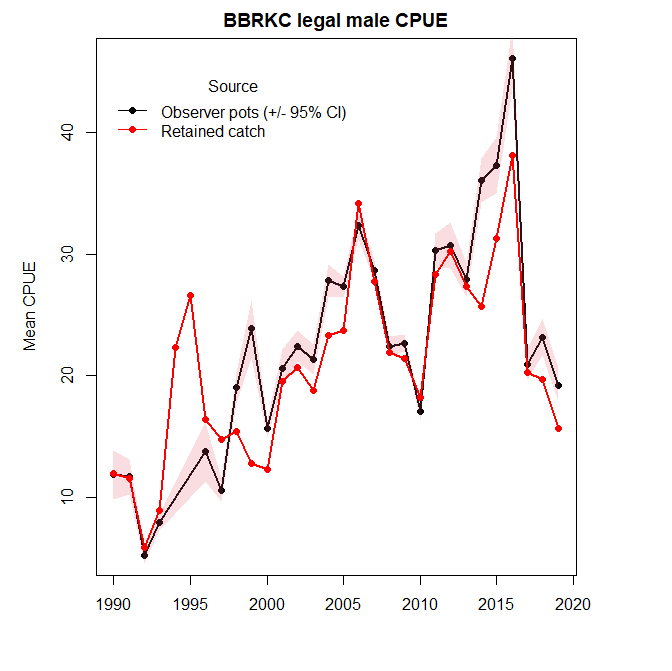 BBRKC legal male CPUE
Source
Observer pots (+/- 95% CI)
Retained catch
Mean CPUE
40
30
20
10
1990 1995 2000 2005 2010 2015 2020